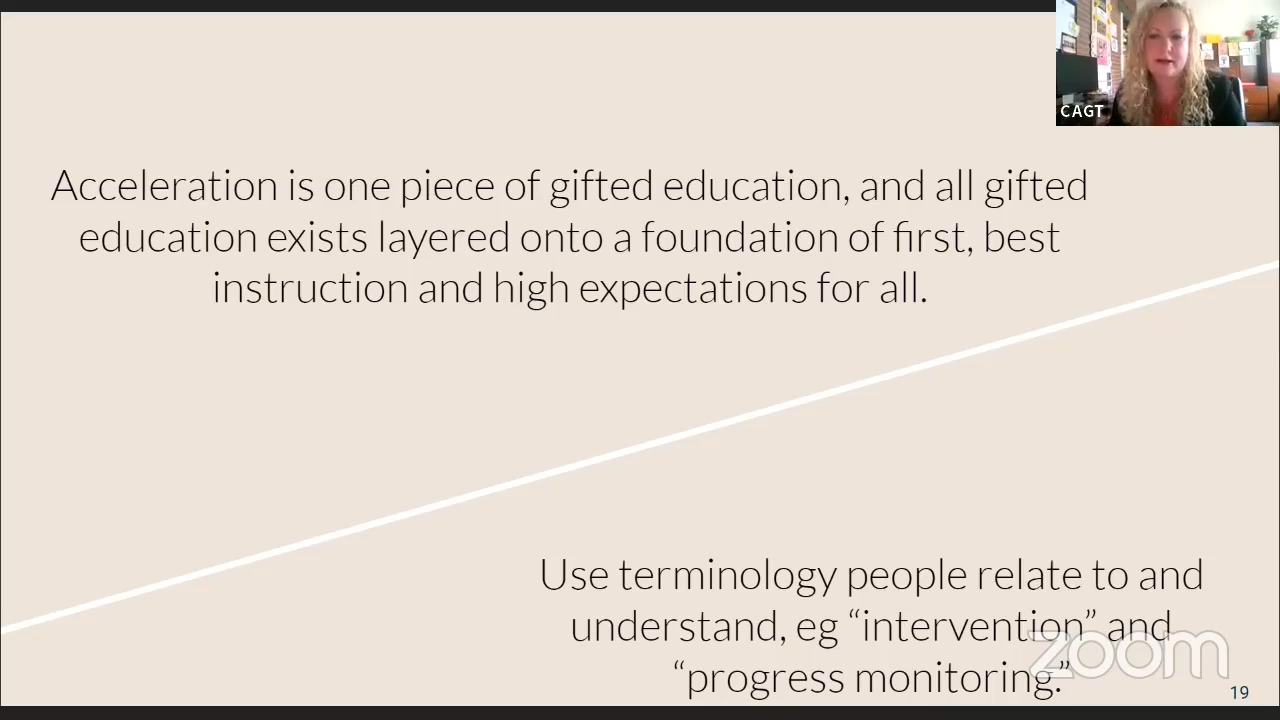 CAGT
Acceleration is one piece of gifted education, and all gifted
education exists layered onto a foundation of first, best
instruction and high expectations for all.
Use terminology people relate to and
understand, eg “intervention” and
“progress monitoring.”
zoom
19